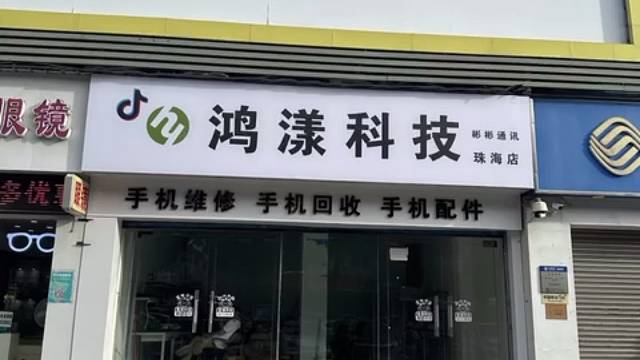 鸿漾科技
彬彬通讯
珠海店
手机维修 手机回收 手机配件
眼镜